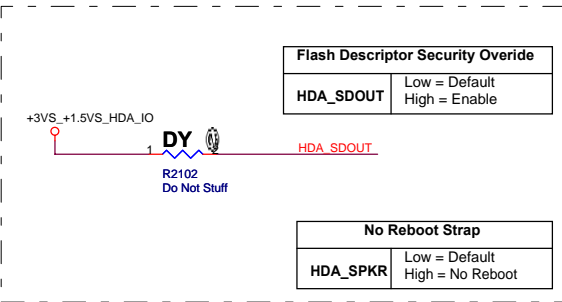 Flash Descriptor Security Overide
HDA_SDOUT
Low = Default
High = Enable
+3VS_+1.5VS_HDA_IO
1
DY
HDA_SDOUT
R2102
Do Not Stuff
No Reboot Strap
HDA_SPKR
Low = Default
High = No Reboot